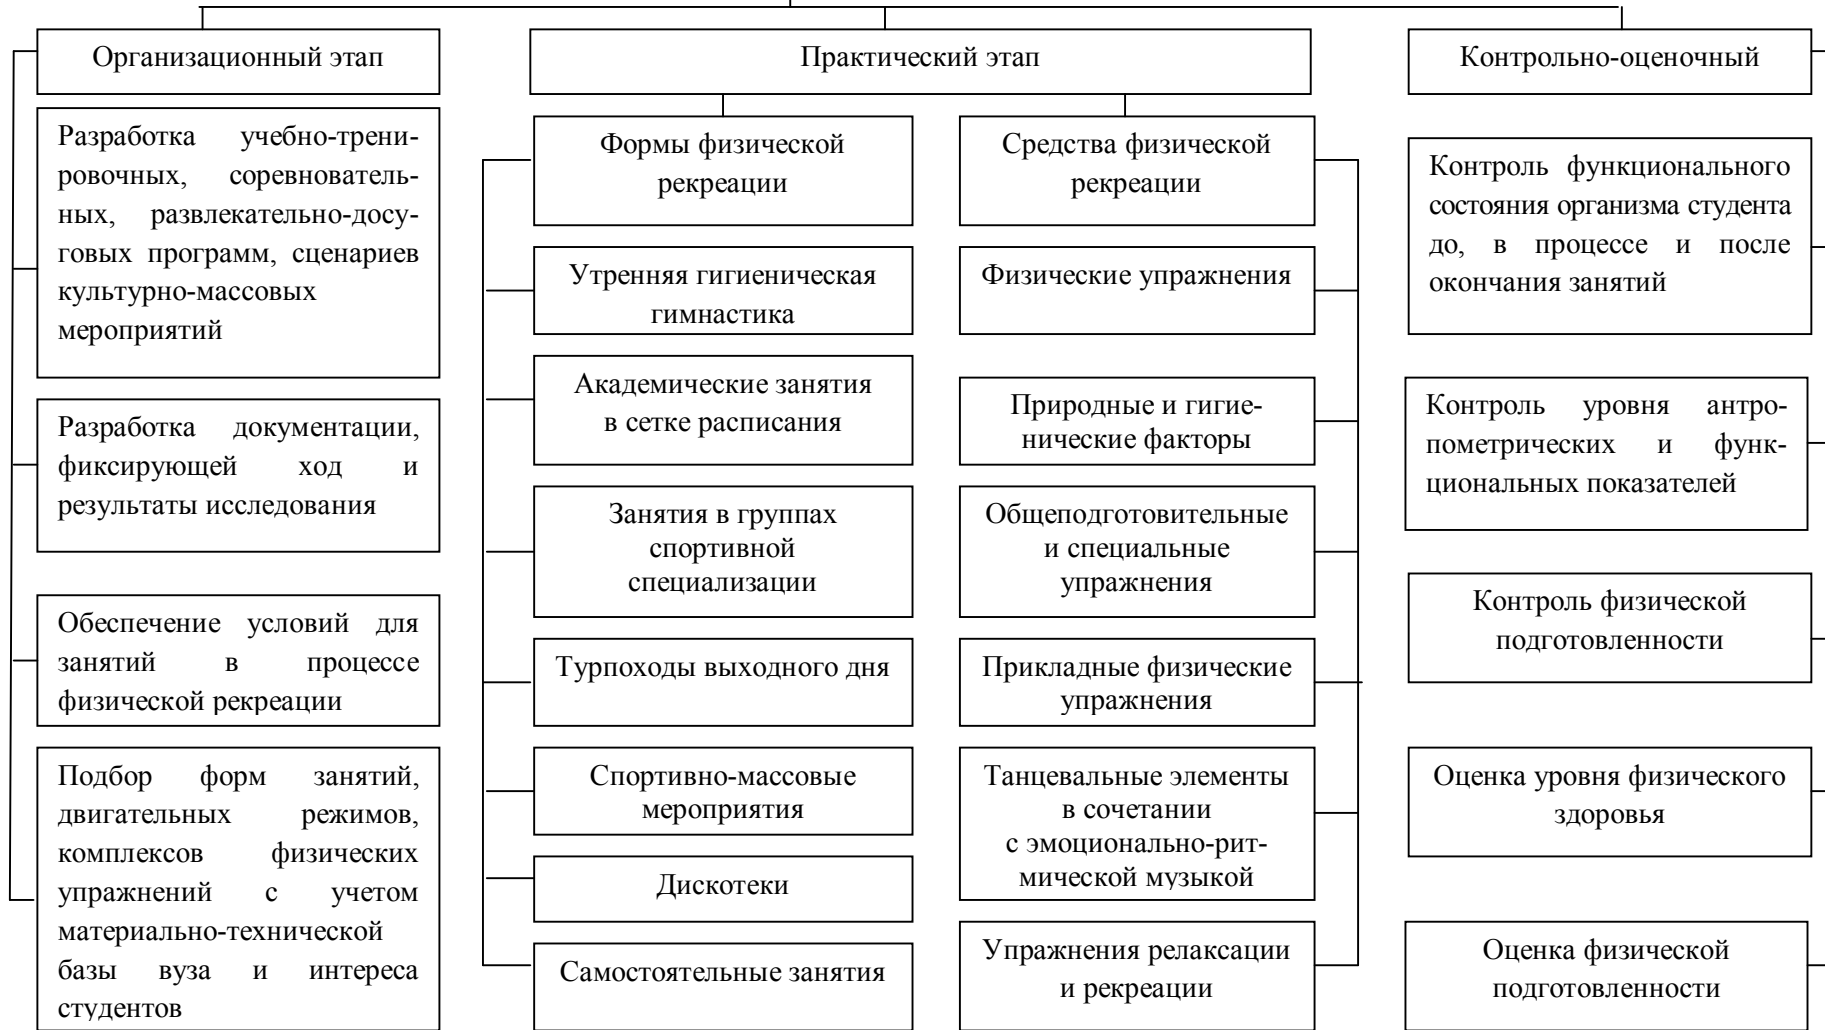 Организационный этап
Разработка учебно-трени-
ровочных, соревнователь-
ных, развлекательно-досу-
говых программ, сценариев
культурно-массовых
мероприятий
Разработка документации,
фиксирующей ход и
результаты исследования
Обеспечение условий для
занятий в процессе
физической рекреации
Подбор форм занятий,
двигательных режимов,
комплексов физических
упражнений с учетом
материально-технической
базы вуза и интереса
студентов
Практический этап
Формы физической
рекреации
Утренняя гигиеническая
гимнастика
Академические занятия
в сетке расписания
Занятия в группах
спортивной
специализации
Турпоходы выходного дня
Спортивно-массовые
мероприятия
Дискотеки
Самостоятельные занятия
Средства физической
рекреации
Физические упражнения
Природные и гигие-
нические факторы
Общеподготовительные
и специальные
упражнения
Прикладные физические
упражнения
Танцевальные элементы
в сочетании
с эмоционально-рит-
мической музыкой
Упражнения релаксации
и рекреации
Контрольно-оценочный
Контроль функционального
состояния организма студента
до, в процессе и после
окончания занятий
Контроль уровня антро-
пометрических и функ-
циональных показателей
Контроль физической
подготовленности
Оценка уровня физического
здоровья
Оценка физической
подготовленности